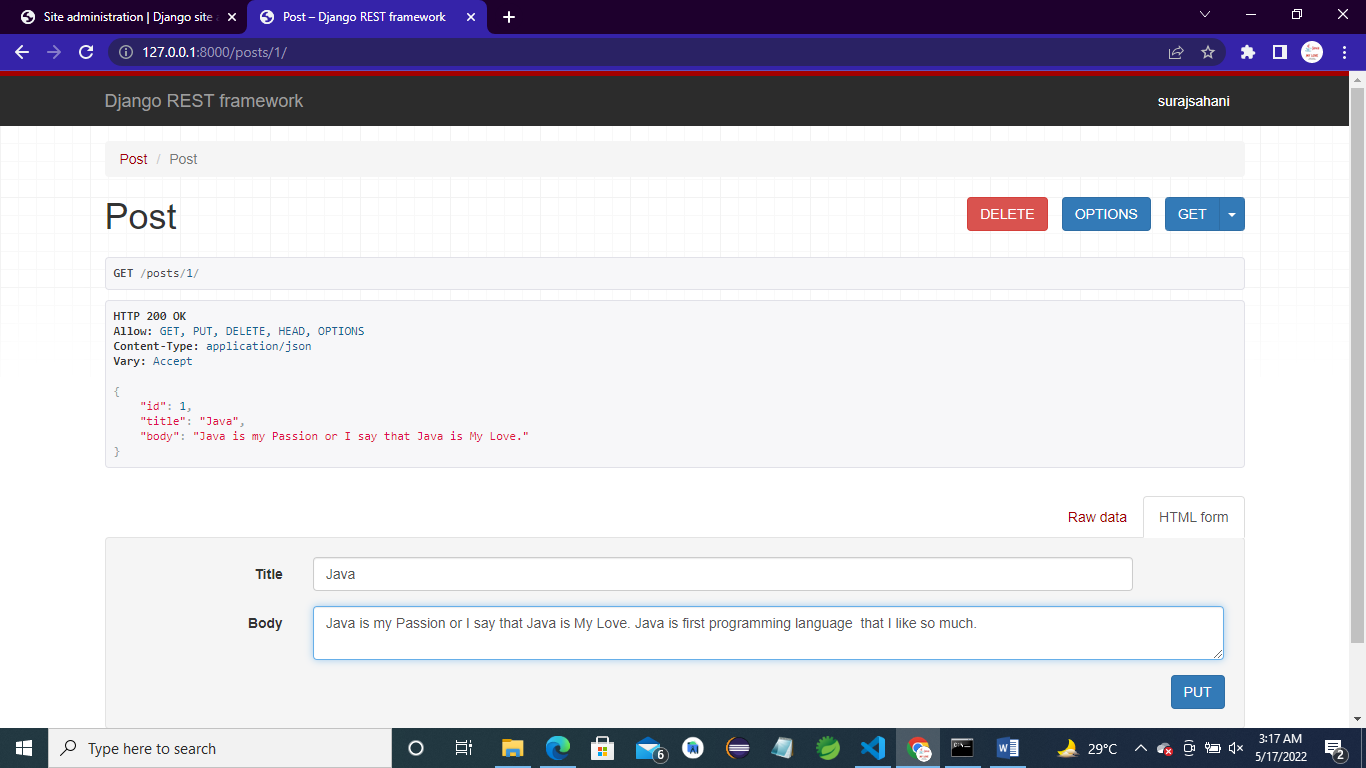 Site administration | Django site a
Post – Django REST framework
127.0.0.1:8000/posts/1/
Django REST framework
surajsahani
Post / Post
Post
DELETE
OPTIONS
GET
GET /posts/1/
HTTP 200 OK
Allow: GET, PUT, DELETE, HEAD, OPTIONS
Content-Type: application/json
Vary: Accept
{
"id": 1,
"title": "Java",
"body": "Java is my Passion or I say that Java is My Love."
}
Raw data
HTML form
Title
Java
Body
Java is my Passion or I say that Java is My Love. Java is first programming language  that I like so much.
PUT
Type here to search
6
29°C
3:17 AM
5/17/2022
2